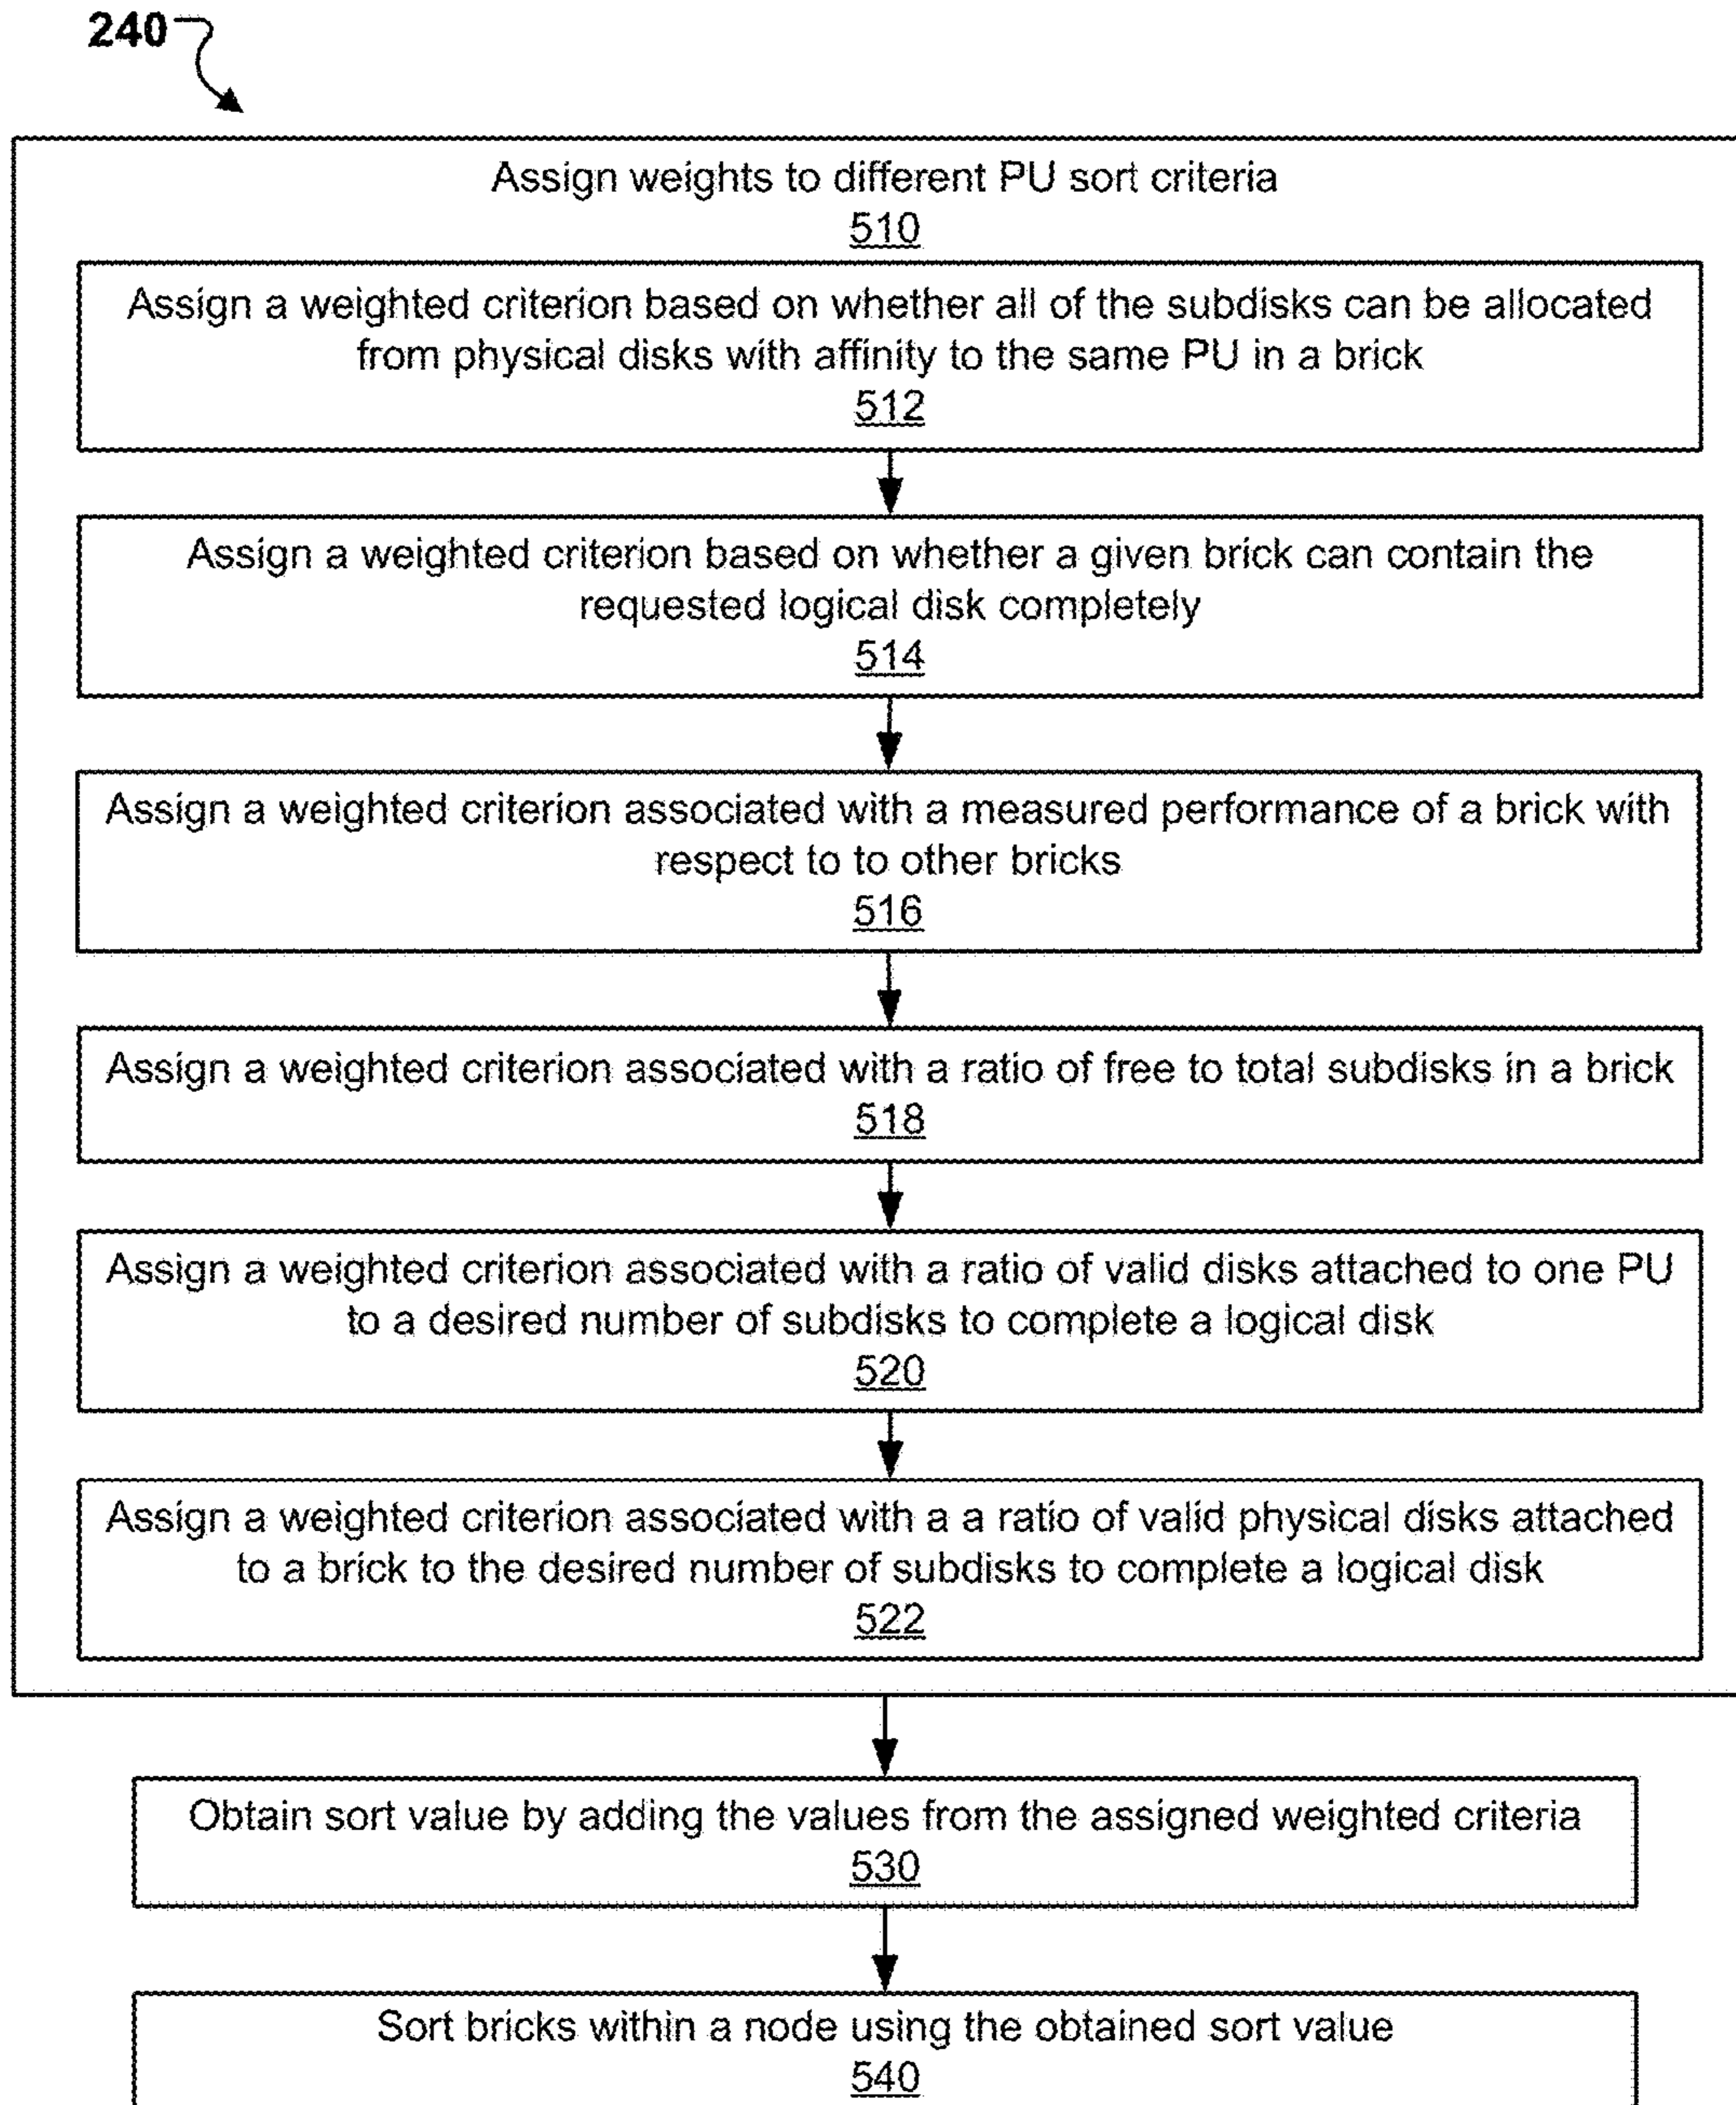 240
Assign weights to different PU sort criteria
510
Assign a weighted criterion based on whether all of the subdisks can be allocated
from physical disks with affinity to the same PU in a brick
512
Assign a weighted criterion based on whether a given brick can contain the
requested logical disk completely
514
Assign a weighted criterion associated with a measured performance of a brick with
respect to to other bricks
516
Assign a weighted criterion associated with a ratio of free to total subdisks in a brick
518
Assign a weighted criterion associated with a ratio of valid disks attached to one PU
to a desired number of subdisks to complete a logical disk
520
Assign a weighted criterion associated with a a ratio of valid physical disks attached
to a brick to the desired number of subdisks to complete a logical disk
522
Obtain sort value by adding the values from the assigned weighted criteria
530
Sort bricks within a node using the obtained sort value
540